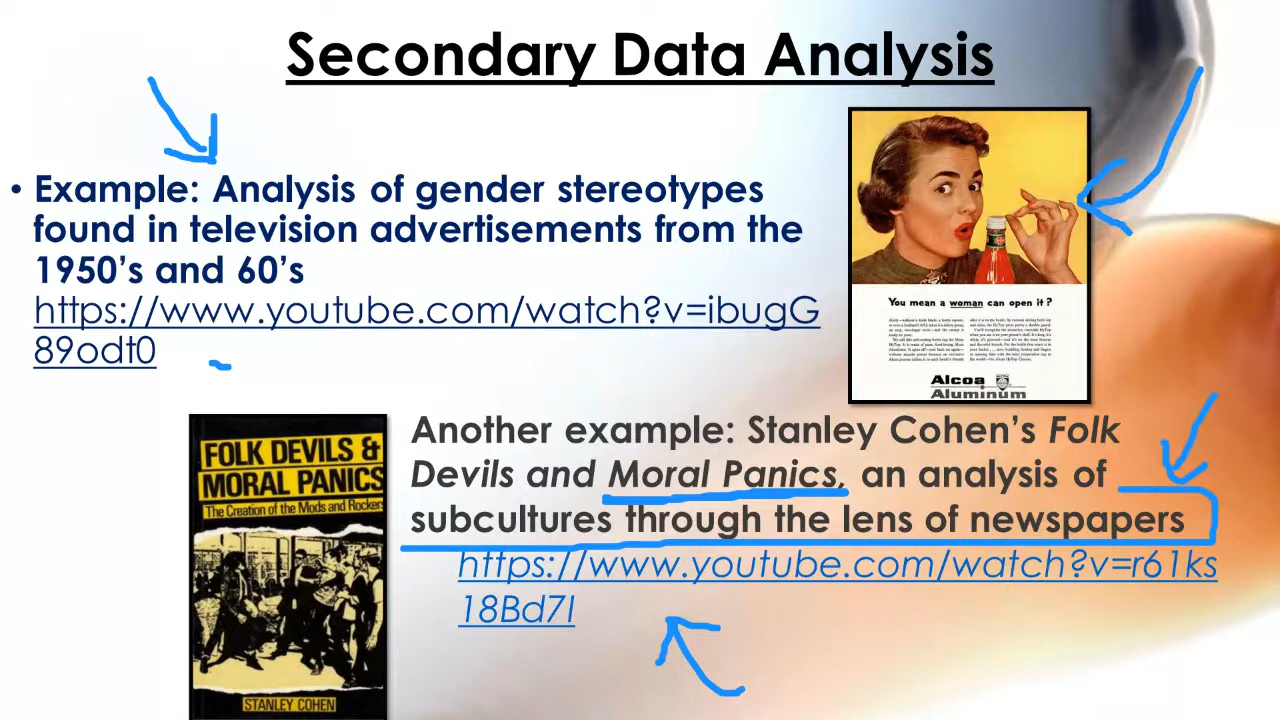 Secondary Data Analysis
• Example: Analysis of gender stereotypes
found in television advertisements from the
1950’s and 60’s
https://www.youtube.com/watch?v=ibugG
89odt0
You mean a woman can open it?
Alcoa
Aluminum
FOLK DEVILS &
MORAL PANICS
The Creation of the Mods and Rockers
STANLEY COHEN
Another example: Stanley Cohen’s Folk
Devils and Moral Panics, an analysis of
subcultures through the lens of newspapers
https://www.youtube.com/watch?v=r61ks
18Bd7I